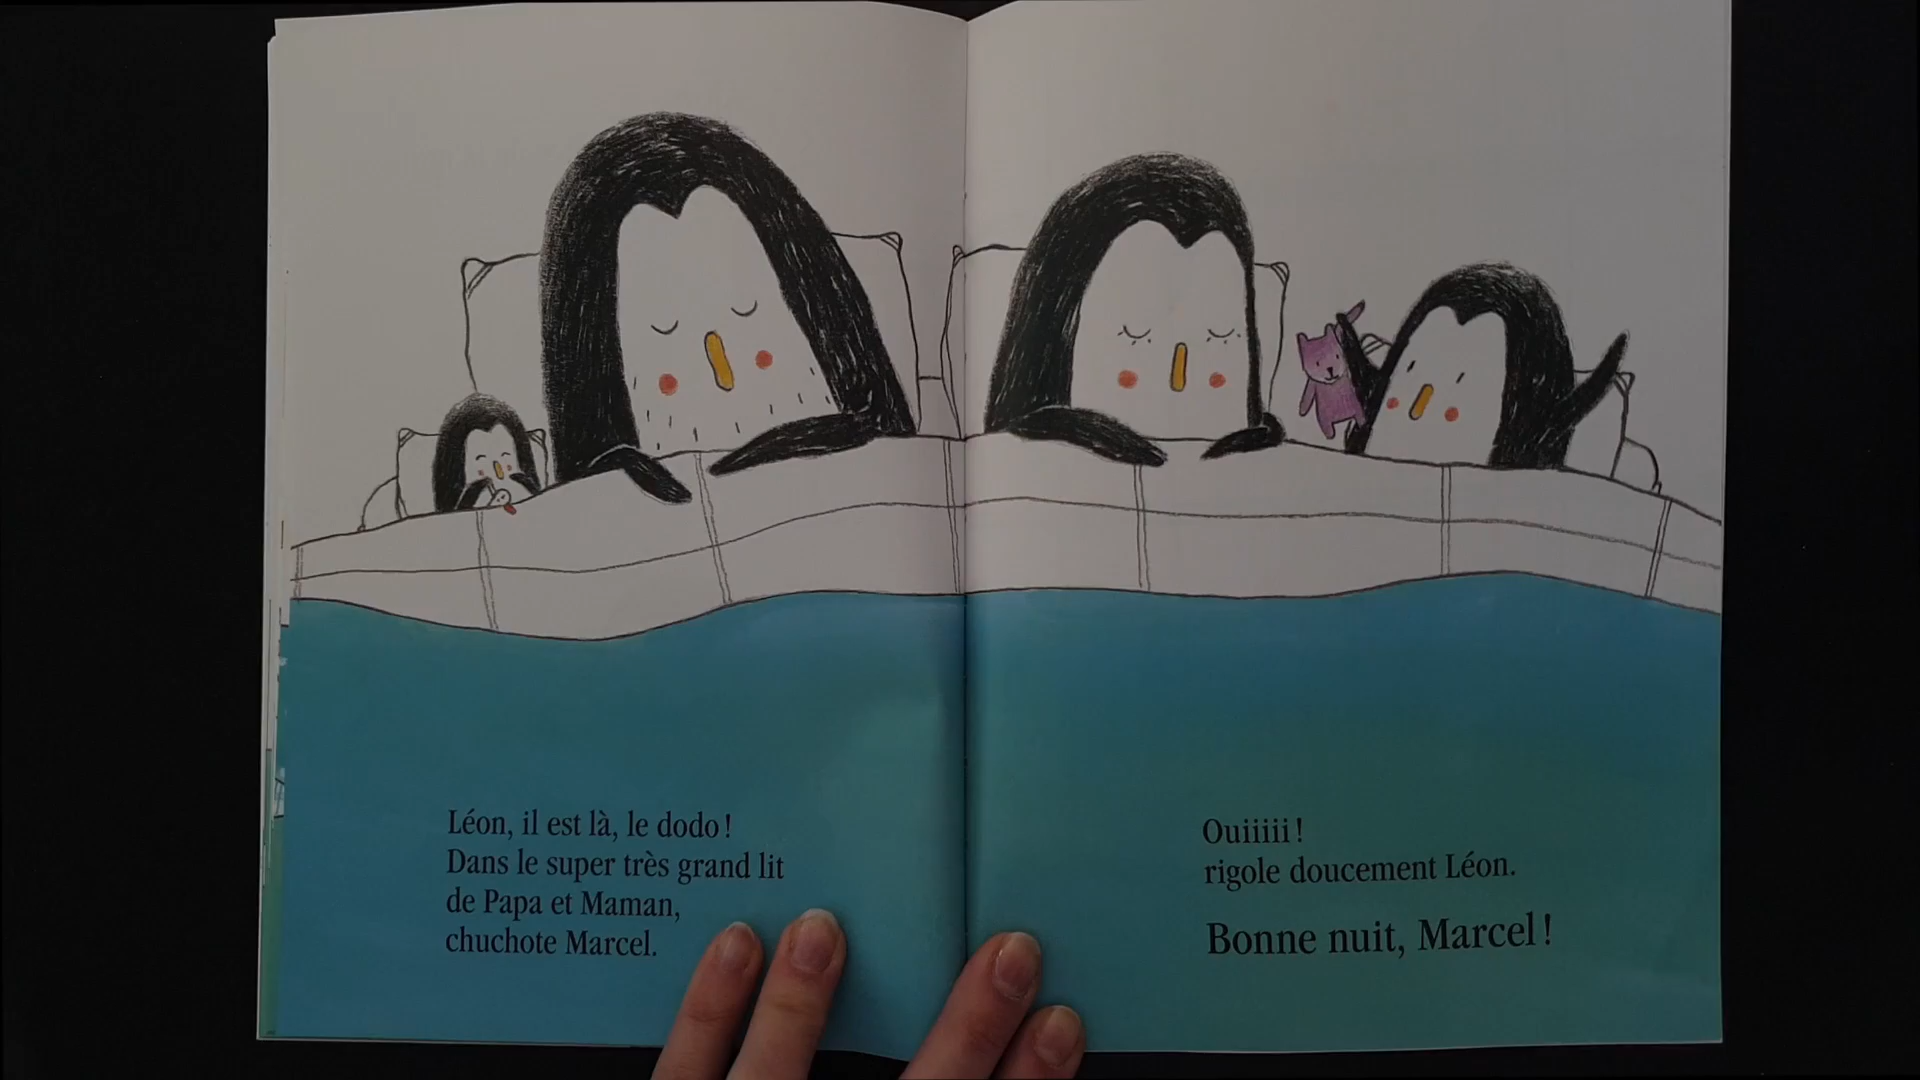 Léon, il est là, le dodo !
Dans le super très grand lit
de Papa et Maman,
chuchote Marcel.
Ouiiiii !
rigole doucement Léon.
Bonne nuit, Marcel !